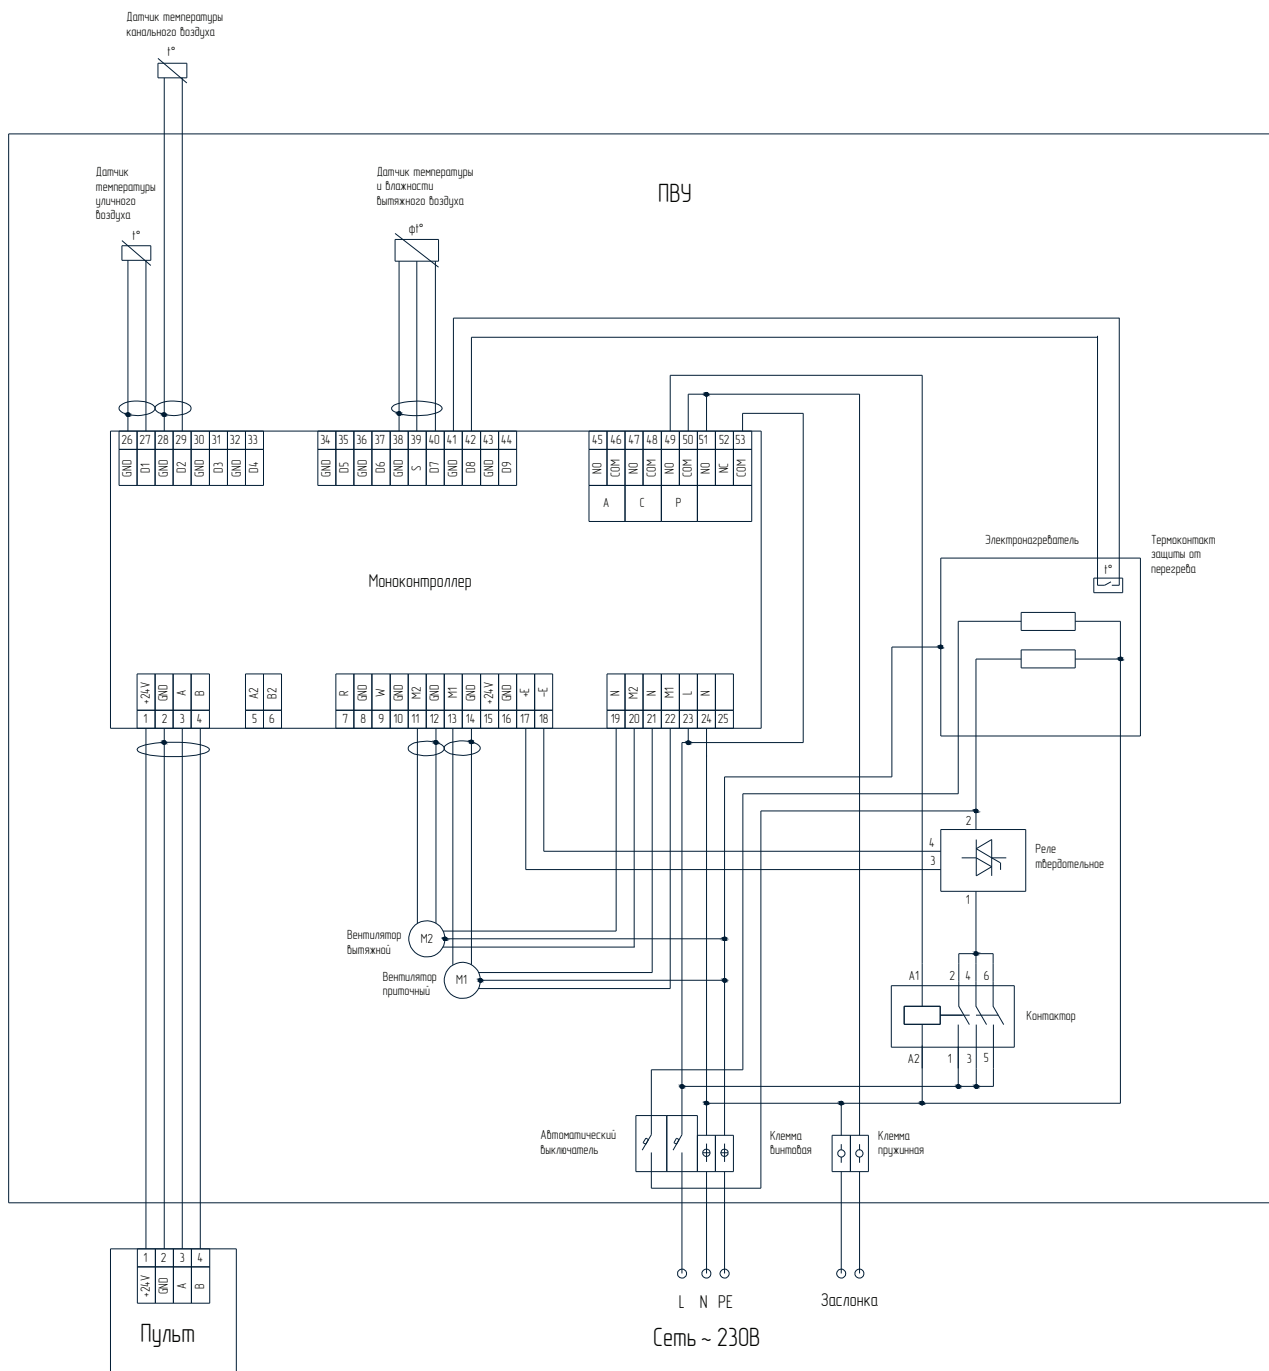 Датчик температуры
канального воздуха
t°
Датчик
температуры
уличного
воздуха
t°
Датчик температуры
и влажности
вытяжного воздуха
φt°
ПВУ
26 27 28 29 30 31 32 33
GND D1 GND D2 GND D3 GND D4
34 35 36 37 38 39 40 41 42 43 44
GND D5 GND D6 GND S D7 GND D8 GND D9
45 46 47 48 49 50 51 52 53
NO COM NO COM NO COM NO NC COM
A C P
Моноконтроллер
Электронагреватель
Термоконтакт
защиты от
перегрева
t°
+24V GND A B
1 2 3 4
A2 B2
5 6
R GND W GND M2 GND M1 GND +24V GND +E -E
7 8 9 10 11 12 13 14 15 16 17 18
N M2 N M1 L N
19 20 21 22 23 24 25
2
4
3
1
Реле
твердотельное
Вентилятор
вытяжной
M2
Вентилятор
приточный
M1
A1 2 4 6
Контактор
A2 1 3 5
Автоматический
выключатель
Клемма
винтовая
Клемма
пружинная
1 2 3 4
+24V GND A B
Пульт
L N PE
Сеть ~ 230В
Заслонка